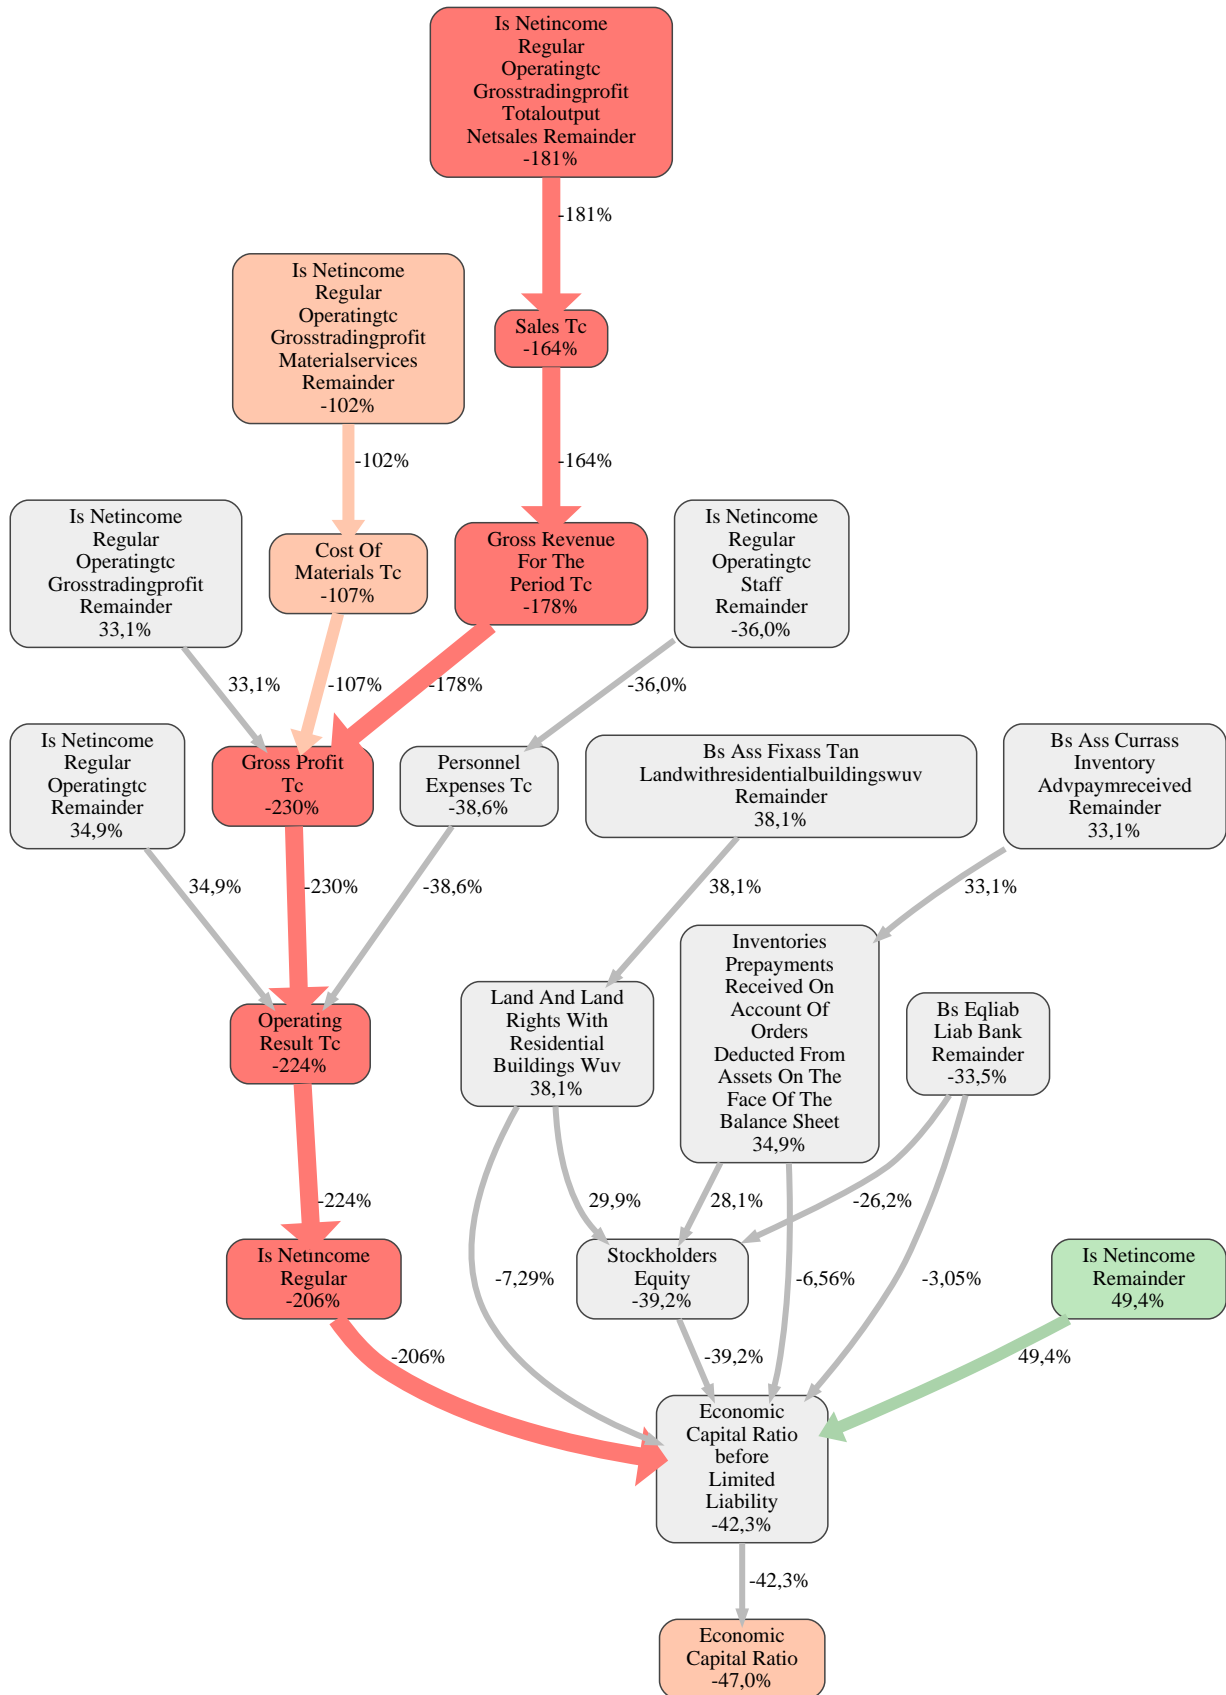 Is Netincome
Regular
Operatingtc
Grosstradingprofit
Totaloutput
Netsales Remainder
-181%
-181%
Is Netincome
Regular
Operatingtc
Grosstradingprofit
Materialservices
Remainder
-102%
Sales Tc
-164%
-102%
-164%
Is Netincome
Regular
Operatingtc
Grosstradingprofit
Remainder
33,1%
Cost Of
Materials Tc
-107%
Gross Revenue
For The
Period Tc
-178%
Is Netincome
Regular
Operatingtc
Staff
Remainder
-36,0%
33,1%
-107%
-178%
-36,0%
Is Netincome
Regular
Operatingtc
Remainder
34,9%
Gross Profit
Tc
-230%
Personnel
Expenses Tc
-38,6%
Bs Ass Fixass Tan
Landwithresidentialbuildingswuv
Remainder
38,1%
Bs Ass Currass
Inventory
Advpaymreceived
Remainder
33,1%
34,9%
-230%
-38,6%
38,1%
33,1%
Operating
Result Tc
-224%
Land And Land
Rights With
Residential
Buildings Wuv
38,1%
Inventories
Prepayments
Received On
Account Of
Orders
Deducted From
Assets On The
Face Of The
Balance Sheet
34,9%
Bs Eqliab
Liab Bank
Remainder
-33,5%
-224%
29,9%
28,1%
-26,2%
Is Netincome
Regular
-206%
-7,29%
Stockholders
Equity
-39,2%
-6,56%
-3,05%
Is Netincome
Remainder
49,4%
-206%
-39,2%
49,4%
Economic
Capital Ratio
before
Limited
Liability
-42,3%
-42,3%
Economic
Capital Ratio
-47,0%